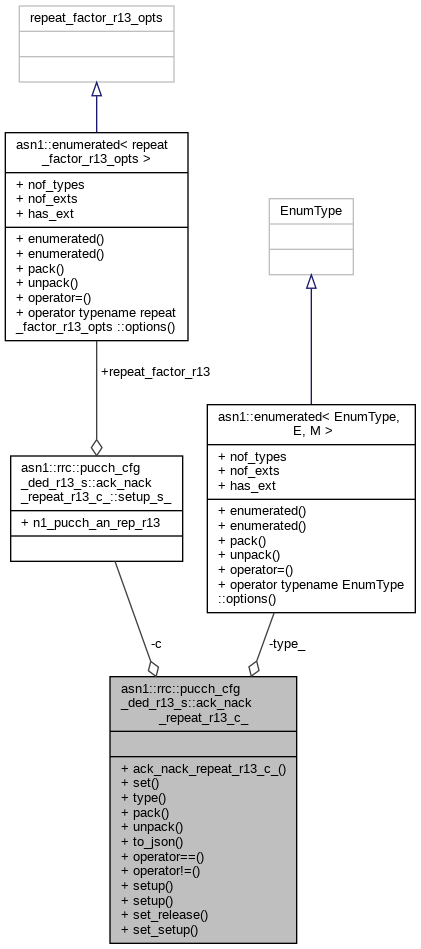 repeat_factor_r13_opts
asn1::enumerated< repeat
_factor_r13_opts >
+ nof_types
+ nof_exts
+ has_ext
+ enumerated()
+ enumerated()
+ pack()
+ unpack()
+ operator=()
+ operator typename repeat
_factor_r13_opts ::options()
EnumType
+repeat_factor_r13
asn1::enumerated< EnumType,
E, M >
+ nof_types
+ nof_exts
+ has_ext
+ enumerated()
+ enumerated()
+ pack()
+ unpack()
+ operator=()
+ operator typename EnumType
::options()
asn1::rrc::pucch_cfg
_ded_r13_s::ack_nack
_repeat_r13_c_::setup_s_
+ n1_pucch_an_rep_r13
-c
-type_
asn1::rrc::pucch_cfg
_ded_r13_s::ack_nack
_repeat_r13_c_
+ ack_nack_repeat_r13_c_()
+ set()
+ type()
+ pack()
+ unpack()
+ to_json()
+ operator==()
+ operator!=()
+ setup()
+ setup()
+ set_release()
+ set_setup()